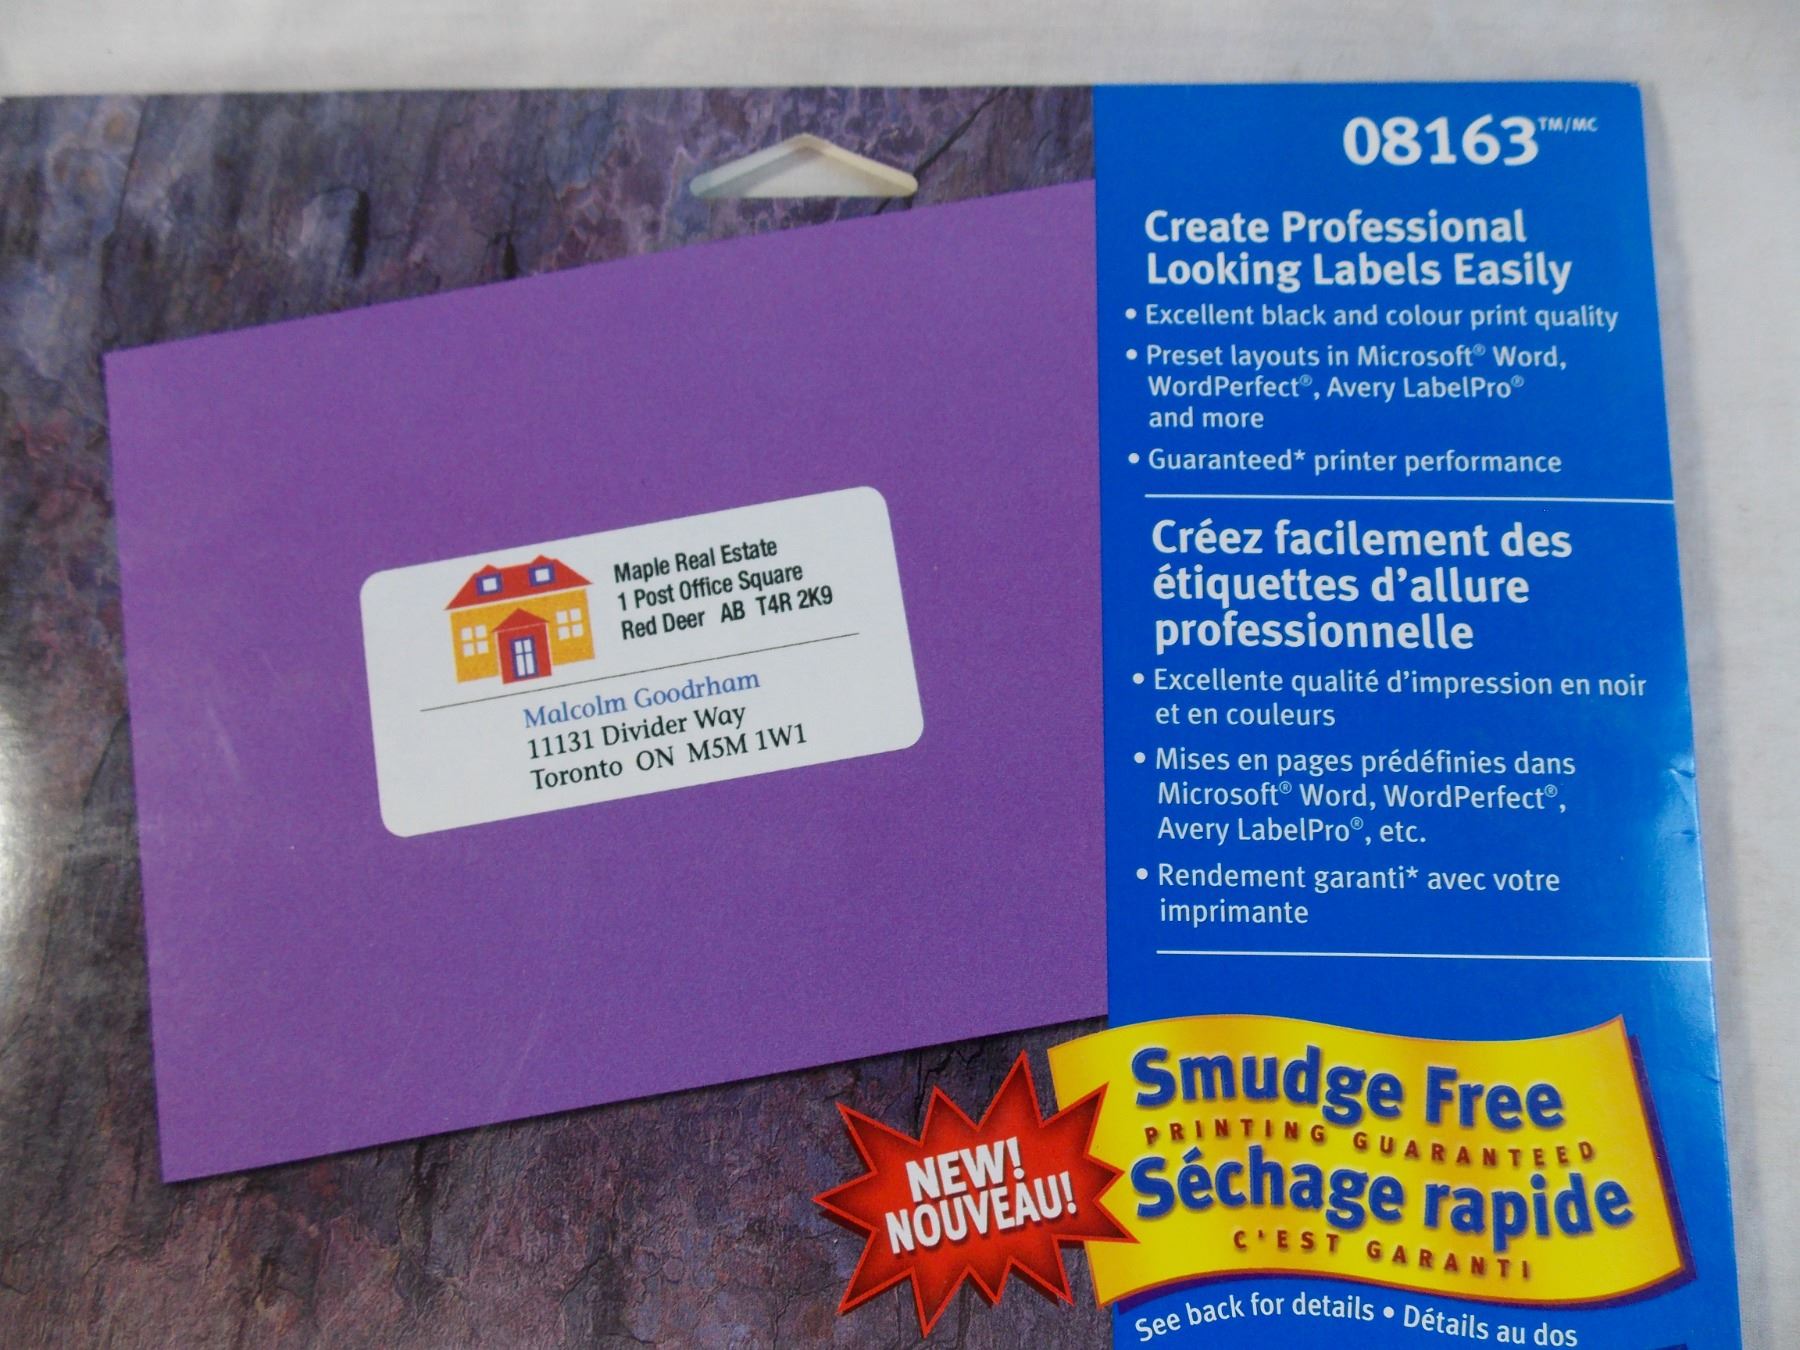 08163™/MC
Create Professional
Looking Labels Easily
• Excellent black and colour print quality
• Preset layouts in Microsoft® Word,
WordPerfect®, Avery LabelPro®
and more
• Guaranteed* printer performance
Créez facilement des
étiquettes d'allure
professionnelle
• Excellente qualité d'impression en noir
et en couleurs
• Mises en pages prédéfinies dans
Microsoft® Word, WordPerfect®,
Avery LabelPro®, etc.
• Rendement garanti* avec votre
imprimante
Maple Real Estate
1 Post Office Square
Red Deer AB T4R 2K9
Malcolm Goodrham
11131 Divider Way
Toronto ON M5M 1W1
NEW!
NOUVEAU!
Smudge Free
PRINTING GUARANTEED
Séchage rapide
C'EST GARANTI
See back for details • Détails au dos